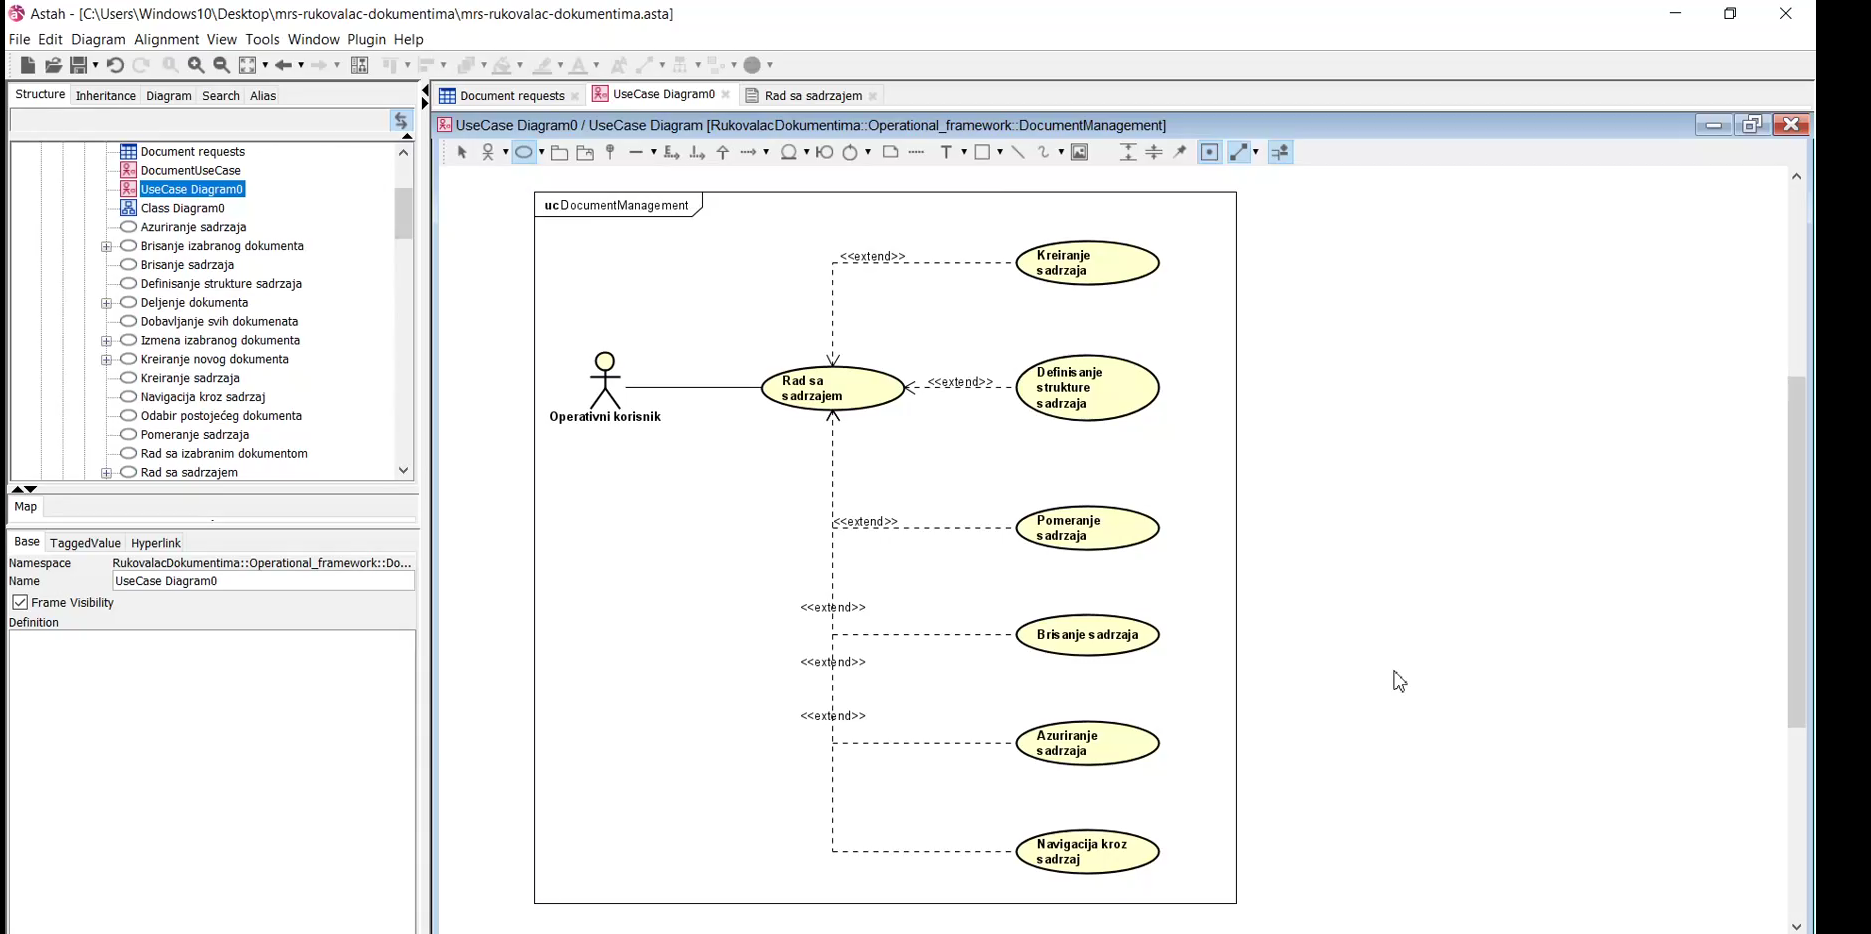 Astah - [C:\Users\Windows10\Desktop\mrs-rukovalac-dokumentima\mrs-rukovalac-dokumentima.asta]
File Edit Diagram Alignment View Tools Window Plugin Help
Structure Inheritance Diagram Search Alias
Document requests
DocumentUseCase
UseCase Diagram0
Class Diagram0
Azuriranje sadrzaja
Brisanje izabranog dokumenta
Brisanje sadrzaja
Definisanje strukture sadrzaja
Deljenje dokumenta
Dobavljanje svih dokumenata
Izmena izabranog dokumenta
Kreiranje novog dokumenta
Kreiranje sadrzaja
Navigacija kroz sadrzaj
Odabir postojećeg dokumenta
Pomeranje sadrzaja
Rad sa izabranim dokumentom
Rad sa sadrzajem
Map
Base TaggedValue Hyperlink
Namespace RukovalacDokumentima::Operational_framework::Do...
Name UseCase Diagram0
Frame Visibility
Definition
Document requests UseCase Diagram0 Rad sa sadrzajem
UseCase Diagram0 / UseCase Diagram [RukovalacDokumentima::Operational_framework::DocumentManagement]
T
uc DocumentManagement
<<extend>>
Kreiranje
sadrzaja
Operativni korisnik
Rad sa
sadrzajem
<<extend>>
Definisanje
strukture
sadrzaja
<<extend>>
Pomeranje
sadrzaja
<<extend>>
Brisanje sadrzaja
<<extend>>
<<extend>>
Azuriranje
sadrzaja
Navigacija kroz
sadrzaj